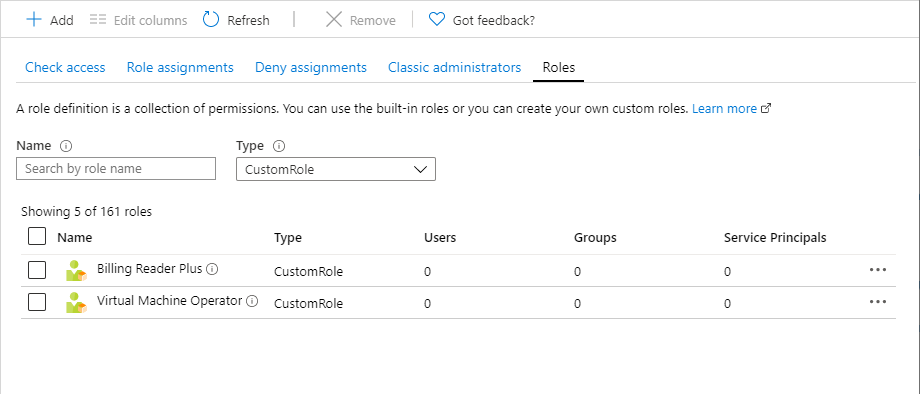 Add Edit columns Refresh Remove Got feedback?
Check access Role assignments Deny assignments Classic administrators Roles
A role definition is a collection of permissions. You can use the built-in roles or you can create your own custom roles. Learn more
Name Type
Search by role name CustomRole
Showing 5 of 161 roles
Name Type Users Groups Service Principals
Billing Reader Plus CustomRole 0 0 0 ...
Virtual Machine Operator CustomRole 0 0 0 ...